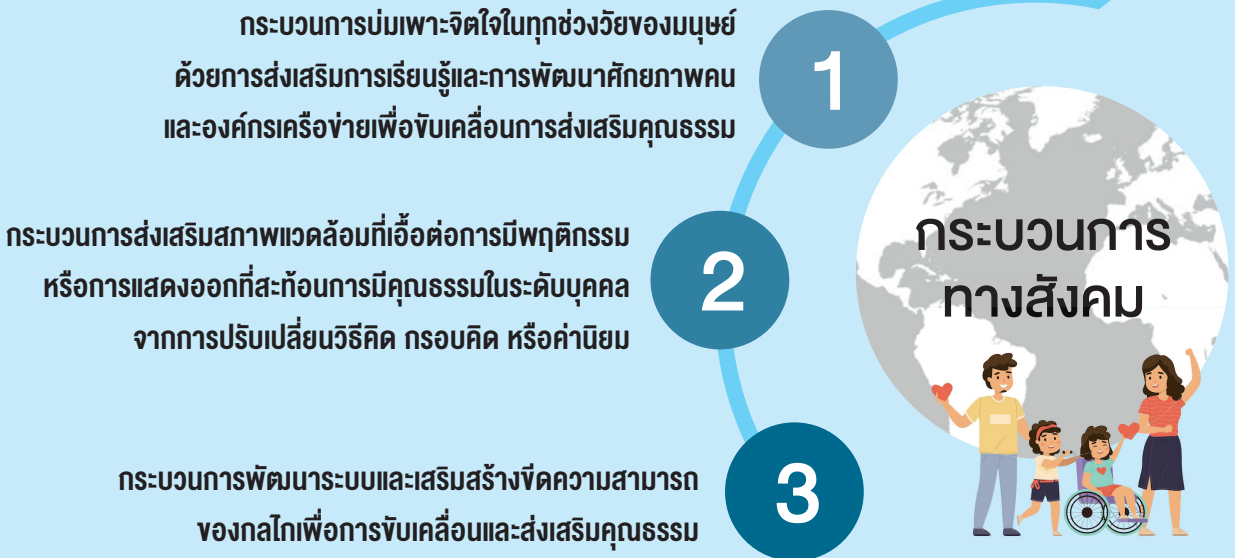 กระบวนการบ่มเพาะจิตใจในทุกช่วงวัยของมนุษย์
ด้วยการส่งเสริมการเรียนรู้และการพัฒนาศักยภาพคน
และองค์กรเครือข่ายเพื่อขับเคลื่อนการส่งเสริมคุณธรรม
1
กระบวนการส่งเสริมสภาพแวดล้อมที่เอื้อต่อการมีพฤติกรรม
หรือการแสดงออกที่สะท้อนการมีคุณธรรมในระดับบุคคล
จากการปรับเปลี่ยนวิธีคิด กรอบคิด หรือค่านิยม
2
กระบวนการพัฒนาระบบและเสริมสร้างขีดความสามารถ
ของกลไกเพื่อการขับเคลื่อนและส่งเสริมคุณธรรม
3
กระบวนการ
ทางสังคม